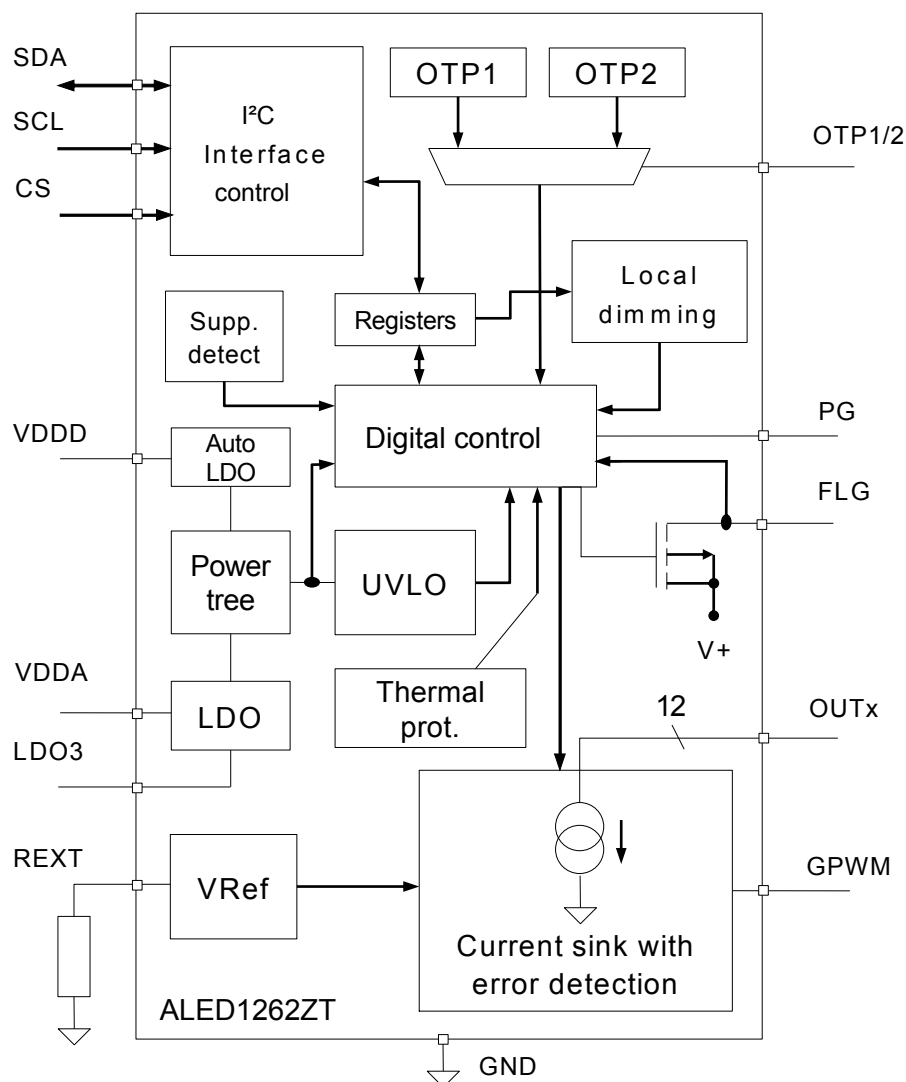 SDA
SCL
CS
I²C
Interface
control
OTP1
OTP2
OTP1/2
Supp.
detect
Registers
Local
dimming
VDDD
Auto
LDO
Digital control
PG
FLG
Power
tree
UVLO
V+
VDDA
LDO
LDO3
Thermal
prot.
12
OUTx
REXT
VRef
GPWM
Current sink with
error detection
ALED1262ZT
GND